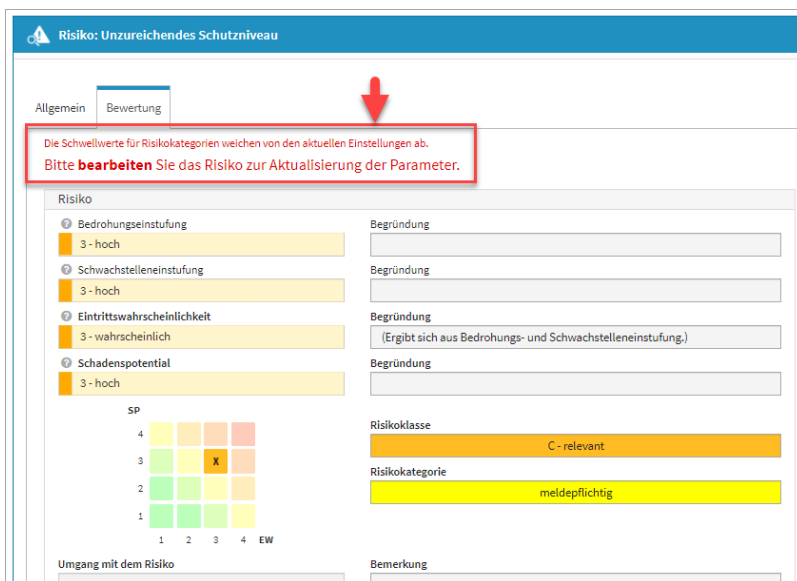 Risiko: Unzureichendes Schutzniveau
Allgemein Bewertung
Die Schwellwerte für Risikokategorien weichen von den aktuellen Einstellungen ab.
Bitte bearbeiten Sie das Risiko zur Aktualisierung der Parameter.
Risiko
Bedrohungseinstufung Begründung
3 - hoch
Schwachstelleneinstufung Begründung
3 - hoch
Eintrittswahrscheinlichkeit Begründung
3 - wahrscheinlich (Ergibt sich aus Bedrohungs- und Schwachstelleneinstufung.)
Schadenspotential Begründung
3 - hoch
SP
4
3 X
2
1
1 2 3 4 EW
Risikoklasse
C - relevant
Risikokategorie
meldepflichtig
Umgang mit dem Risiko Bemerkung